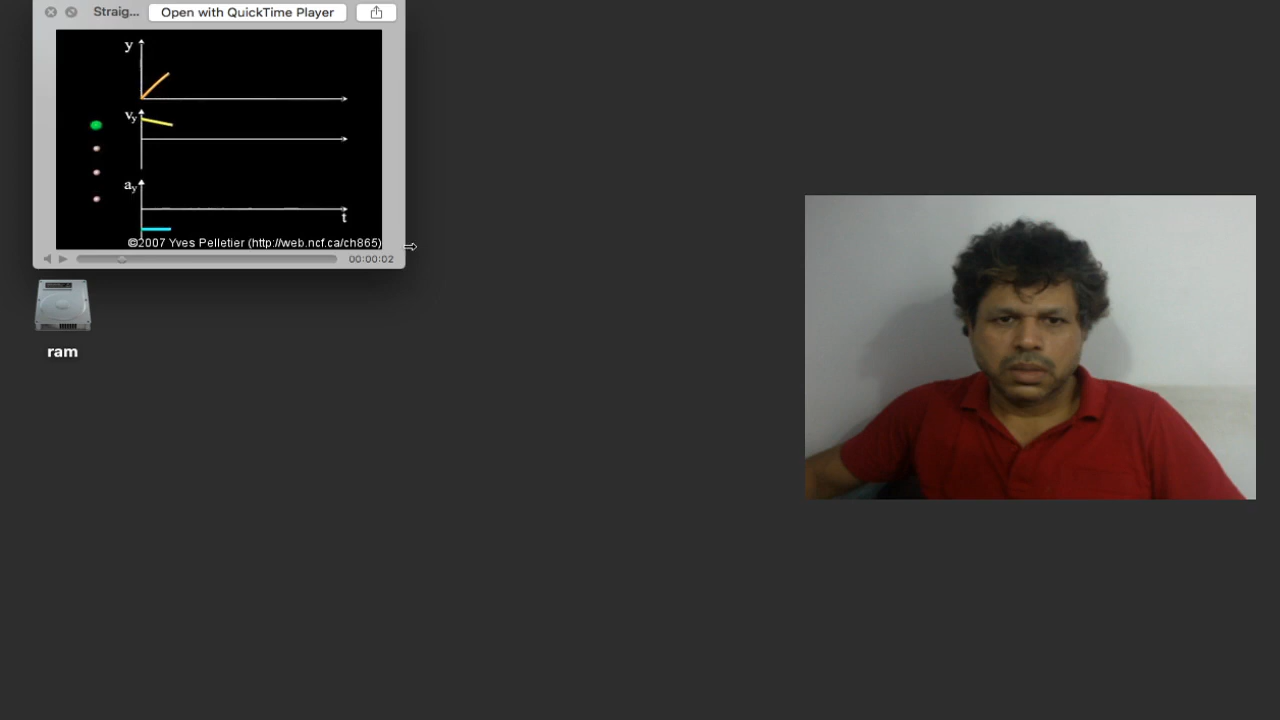 Straig...
Open with QuickTime Player
y
vy
ay
t
©2007 Yves Pelletier (http://web.ncf.ca/ch865)
00:00:02
ram